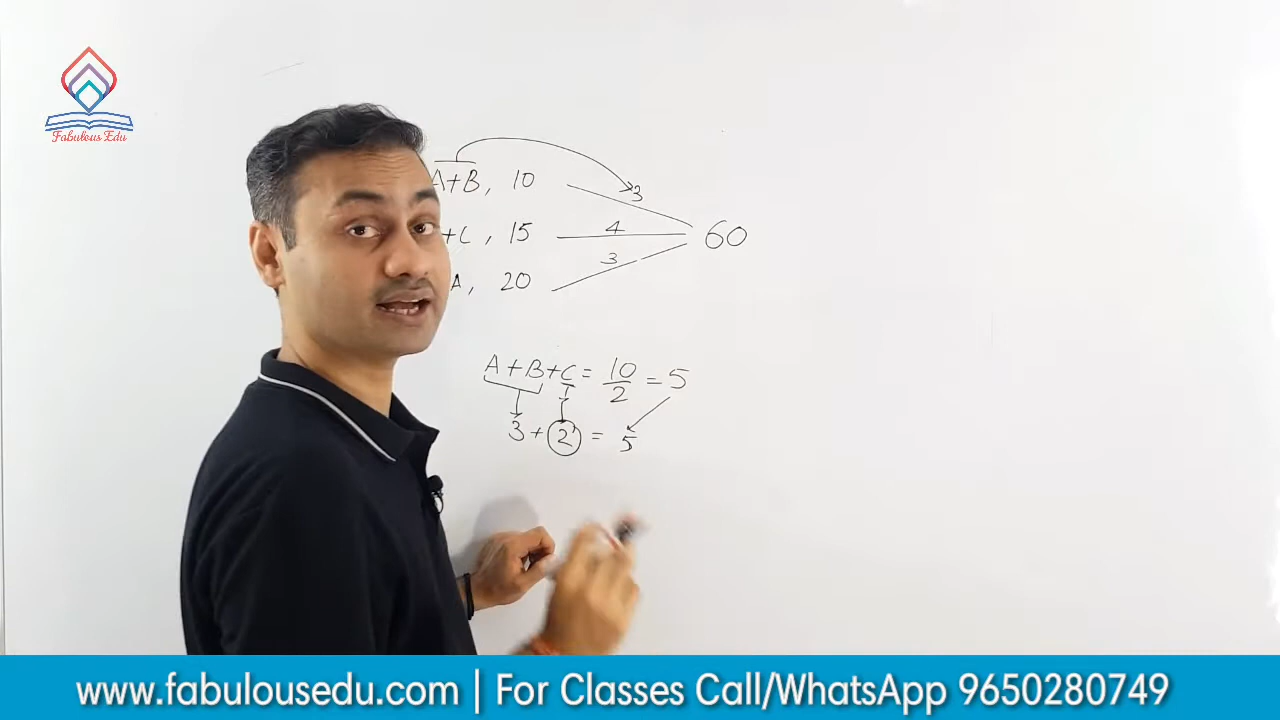 Fabulous Edu
A+B, 10
3
+C, 15
4
60
A, 20
3
A+B+C = 10/2 = 5
3 + 2 = 5
www.fabulousedu.com | For Classes Call/WhatsApp 9650280749